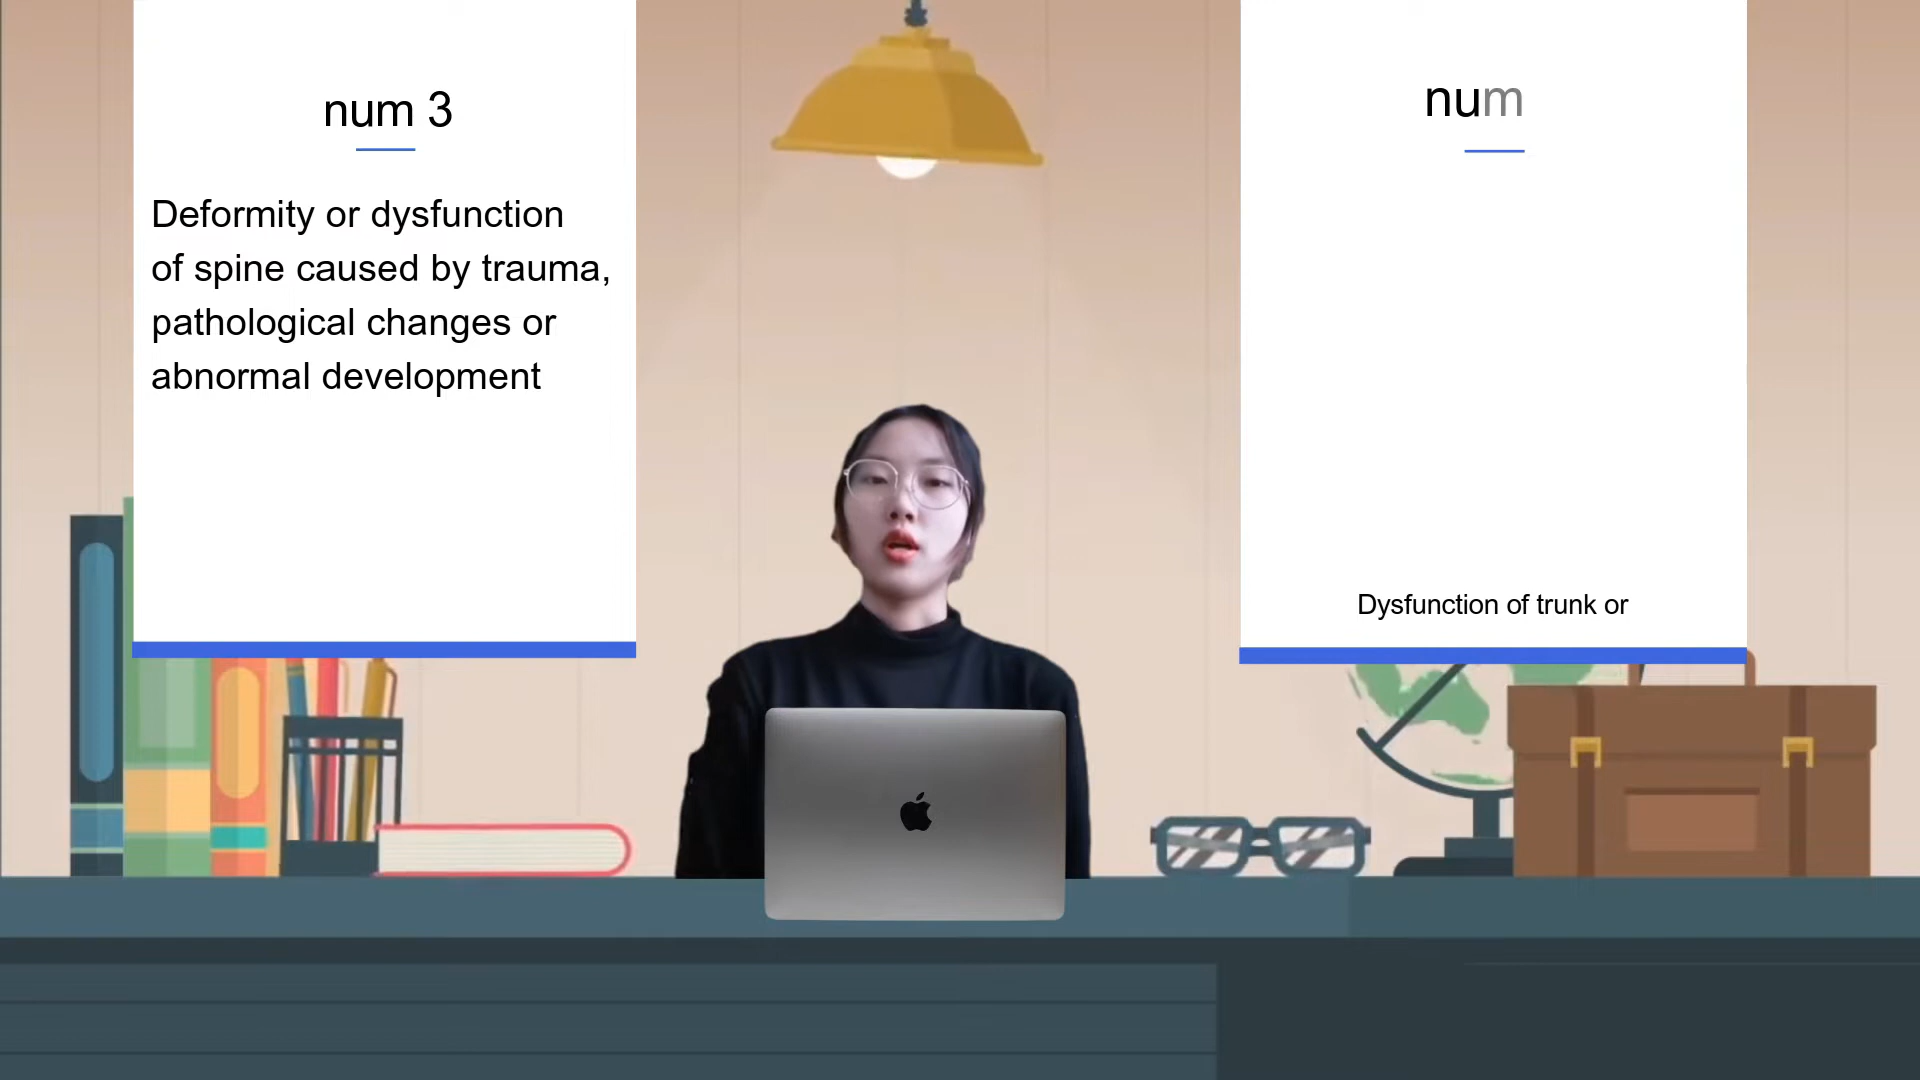 num 3
Deformity or dysfunction
of spine caused by trauma,
pathological changes or
abnormal development
num
Dysfunction of trunk or